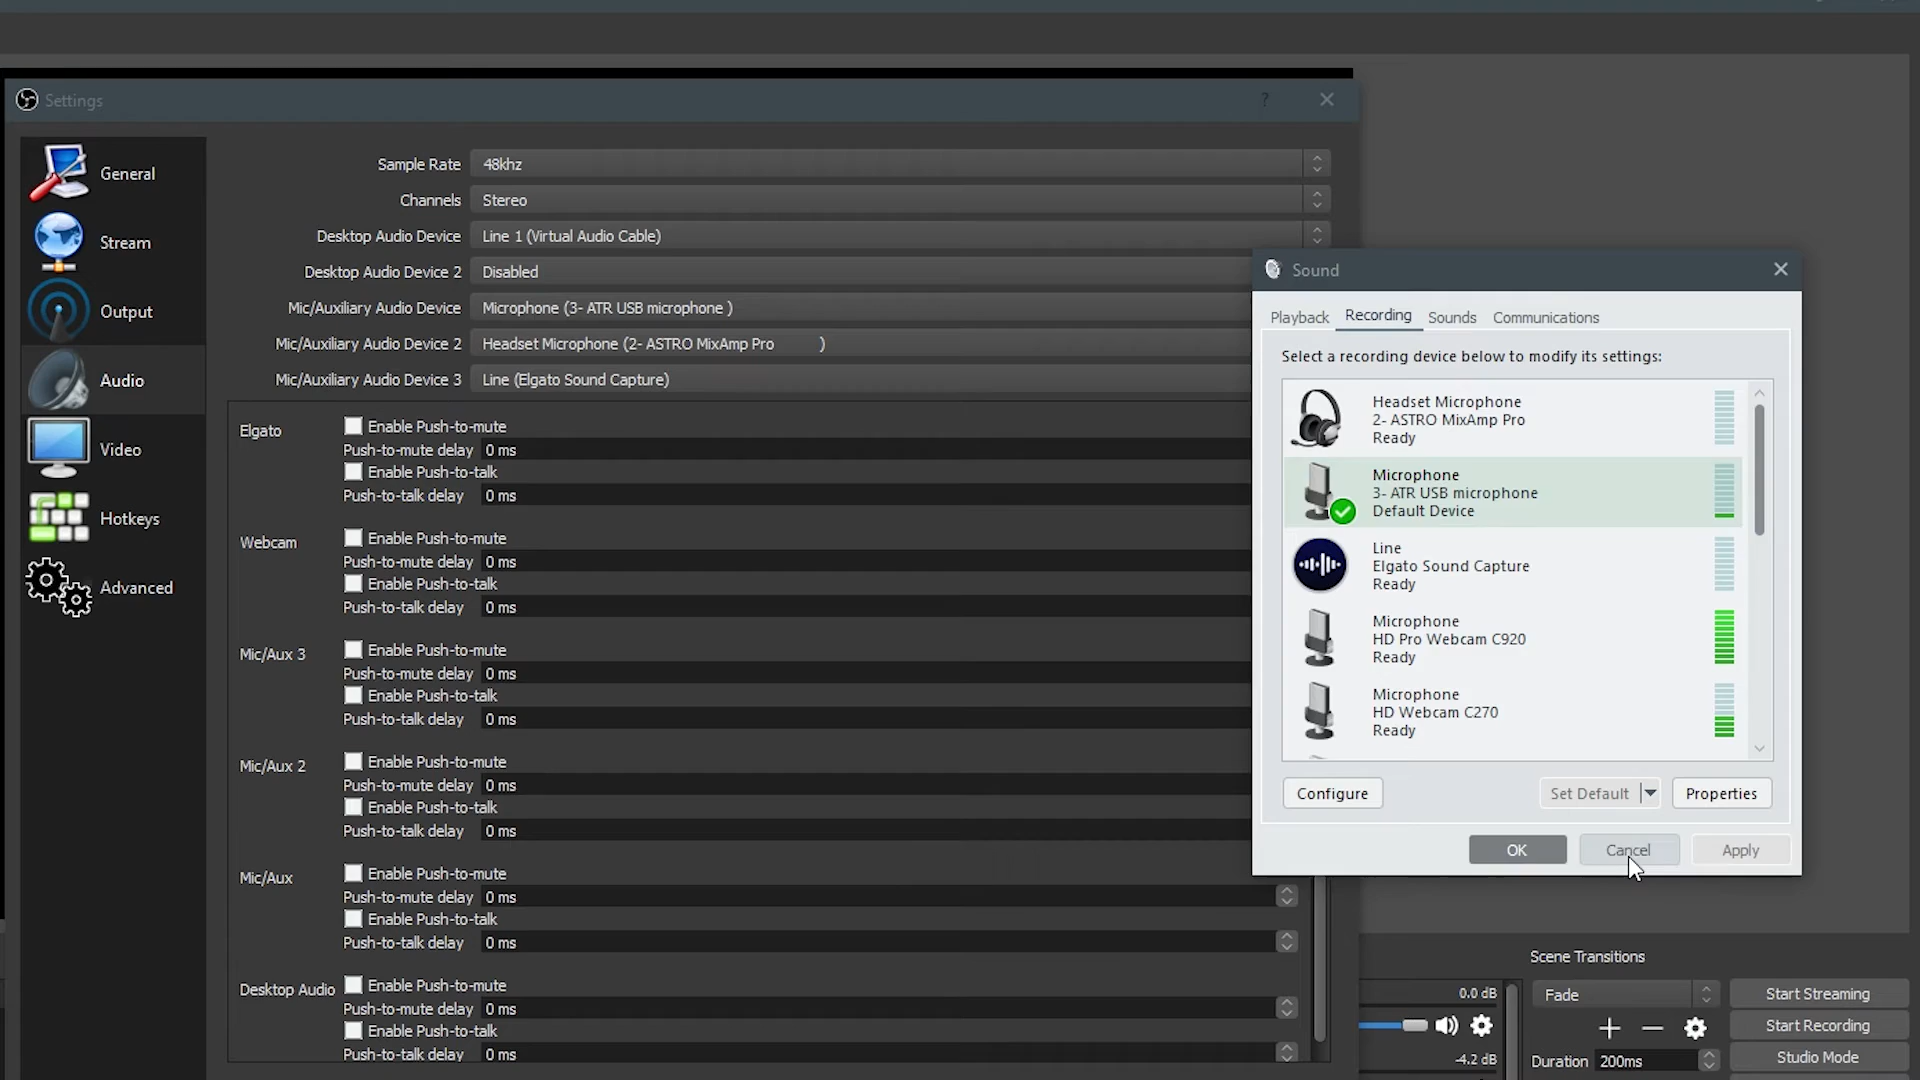 Settings
?
General
Stream
Output
Audio
Video
Hotkeys
Advanced
Sample Rate 48khz
Channels Stereo
Desktop Audio Device Line 1 (Virtual Audio Cable)
Desktop Audio Device 2 Disabled
Mic/Auxiliary Audio Device Microphone (3- ATR USB microphone )
Mic/Auxiliary Audio Device 2 Headset Microphone (2- ASTRO MixAmp Pro )
Mic/Auxiliary Audio Device 3 Line (Elgato Sound Capture)
Elgato Enable Push-to-mute
Push-to-mute delay 0 ms
Enable Push-to-talk
Push-to-talk delay 0 ms
Webcam Enable Push-to-mute
Push-to-mute delay 0 ms
Enable Push-to-talk
Push-to-talk delay 0 ms
Mic/Aux 3 Enable Push-to-mute
Push-to-mute delay 0 ms
Enable Push-to-talk
Push-to-talk delay 0 ms
Mic/Aux 2 Enable Push-to-mute
Push-to-mute delay 0 ms
Enable Push-to-talk
Push-to-talk delay 0 ms
Mic/Aux Enable Push-to-mute
Push-to-mute delay 0 ms
Enable Push-to-talk
Push-to-talk delay 0 ms
Desktop Audio Enable Push-to-mute
Push-to-mute delay 0 ms
Enable Push-to-talk
Push-to-talk delay 0 ms
Sound
Playback Recording Sounds Communications
Select a recording device below to modify its settings:
Headset Microphone
2- ASTRO MixAmp Pro
Ready
Microphone
3- ATR USB microphone
Default Device
Line
Elgato Sound Capture
Ready
Microphone
HD Pro Webcam C920
Ready
Microphone
HD Webcam C270
Ready
Configure Set Default Properties
OK Cancel Apply
0.0 dB
-4.2 dB
Scene Transitions
Fade
Duration 200ms
Start Streaming
Start Recording
Studio Mode